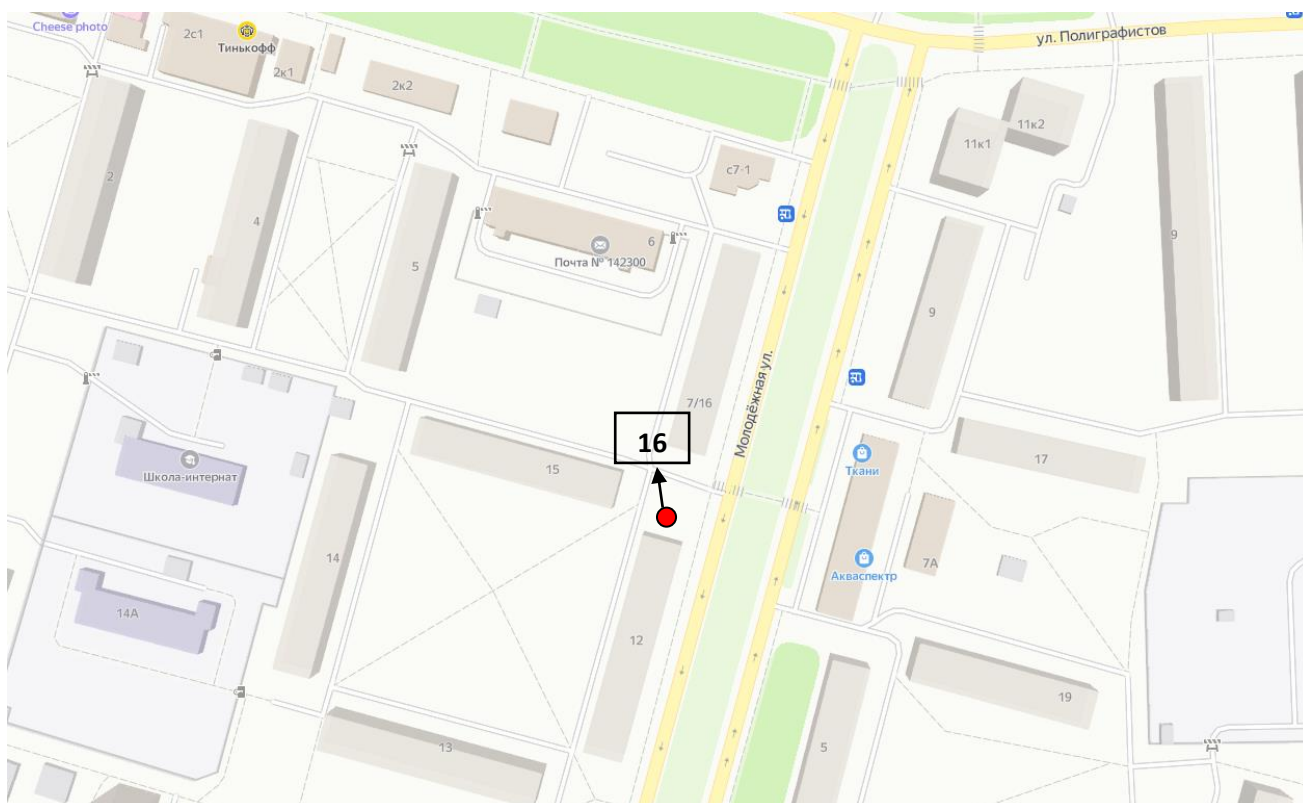 Cheese photo
2с1
Тинькофф
2к1
2к2
ул. Полиграфистов
11к2
11к1
с7-1
2
4
5
6
Почта № 142300
9
9
7/16
Молодёжная ул.
16
15
Ткани
17
Школа-интернат
14
7А
Акваспектр
14А
12
19
13
5